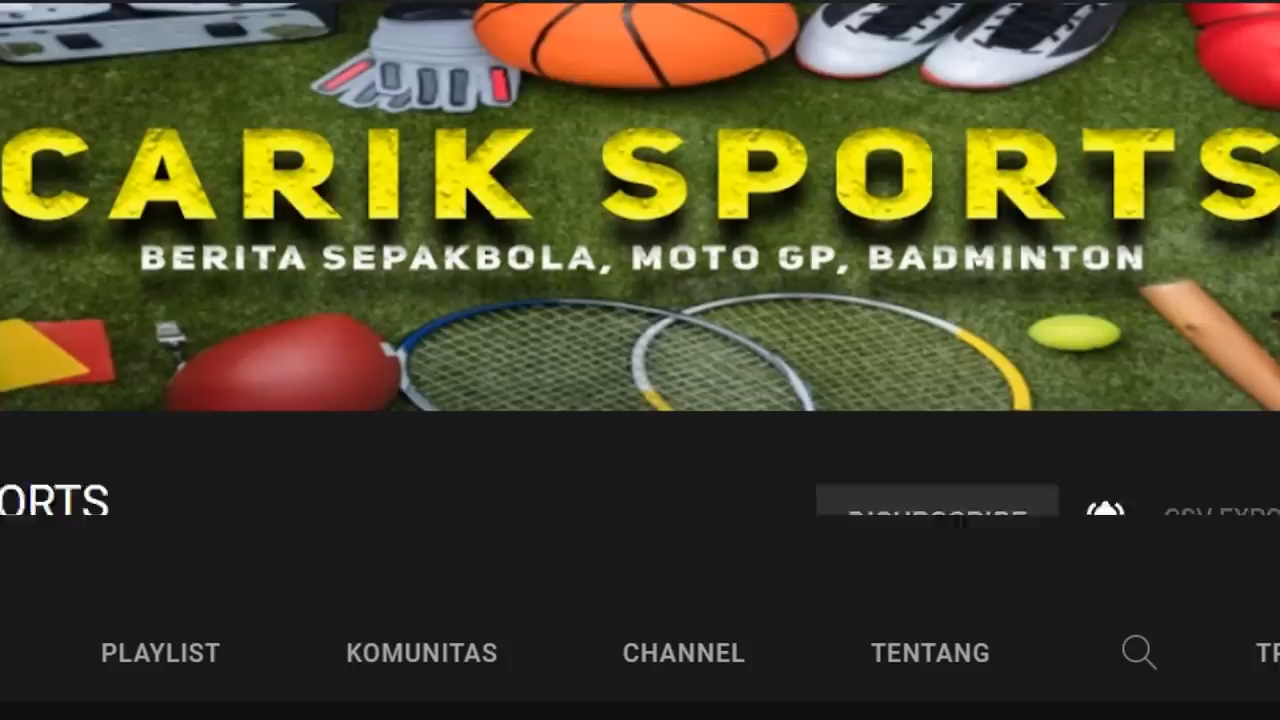 CARIK SPORTS
BERITA SEPAKBOLA, MOTO GP, BADMINTON
ORTS
PLAYLIST KOMUNITAS CHANNEL TENTANG